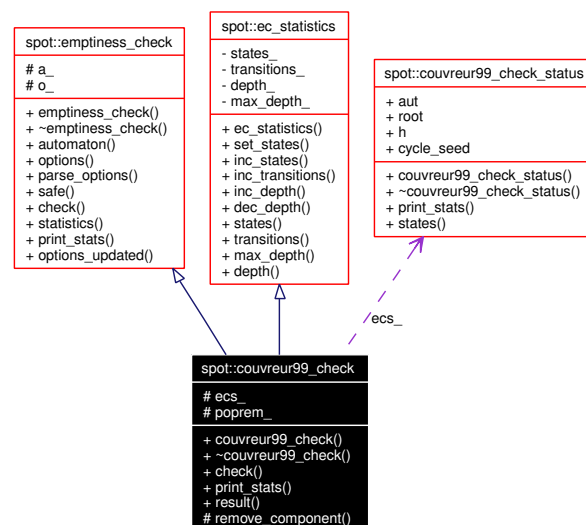 spot::emptiness_check
# a_
# o_
+ emptiness_check()
+ ~emptiness_check()
+ automaton()
+ options()
+ parse_options()
+ safe()
+ check()
+ statistics()
+ print_stats()
+ options_updated()
spot::ec_statistics
- states_
- transitions_
- depth_
- max_depth_
+ ec_statistics()
+ set_states()
+ inc_states()
+ inc_transitions()
+ inc_depth()
+ dec_depth()
+ states()
+ transitions()
+ max_depth()
+ depth()
spot::couvreur99_check_status
+ aut
+ root
+ h
+ cycle_seed
+ couvreur99_check_status()
+ ~couvreur99_check_status()
+ print_stats()
+ states()
ecs_
spot::couvreur99_check
# ecs_
# poprem_
+ couvreur99_check()
+ ~couvreur99_check()
+ check()
+ print_stats()
+ result()
# remove_component()